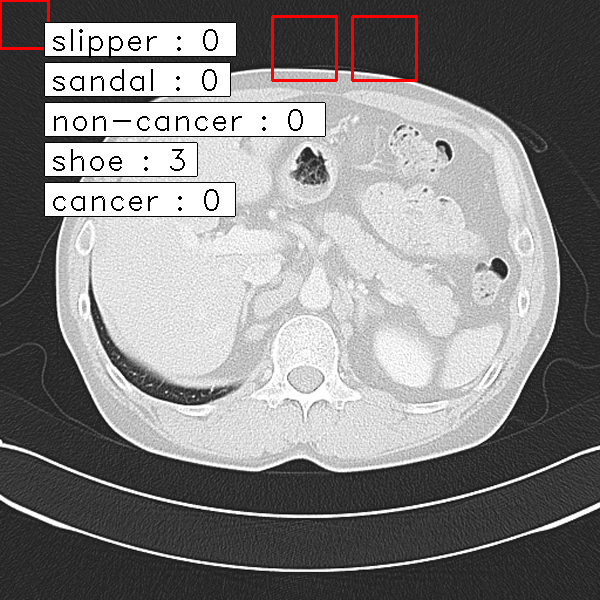 slipper : 0
sandal : 0
non-cancer : 0
shoe : 3
cancer : 0